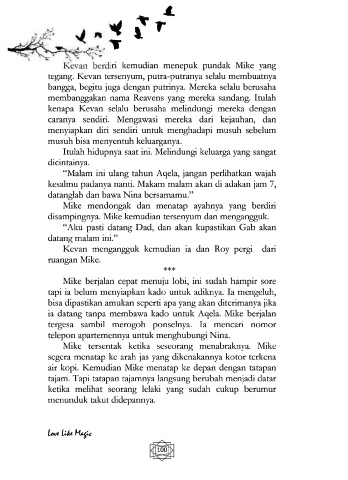 Kevan berdiri kemudian menepuk pundak Mike yang
tegang. Kevan tersenyum, putra-putranya selalu membuatnya
bangga, begitu juga dengan putrinya. Mereka selalu berusaha
membanggakan nama Reavens yang mereka sandang. Itulah
kenapa Kevan selalu berusaha melindungi mereka dengan
caranya sendiri. Mengawasi mereka dari kejauhan, dan
menyiapkan diri sendiri untuk menghadapi musuh sebelum
musuh bisa menyentuh keluarganya.
Itulah hidupnya saat ini. Melindungi keluarga yang sangat
dicintainya.
“Malam ini ulang tahun Aqela, jangan perlihatkan wajah
kesalmu padanya nanti. Makam malam akan di adakan jam 7,
datanglah dan bawa Nina bersamamu.”
Mike mendongak dan menatap ayahnya yang berdiri
disampingnya. Mike kemudian tersenyum dan mengangguk.
“Aku pasti datang Dad, dan akan kupastikan Gab akan
datang malam ini.”
Kevan mengangguk kemudian ia dan Roy pergi dari
ruangan Mike.
***
Mike berjalan cepat menuju lobi, ini sudah hampir sore
tapi ia belum menyiapkan kado untuk adiknya. Ia mengeluh,
bisa dipastikan amukan seperti apa yang akan diterimanya jika
ia datang tanpa membawa kado untuk Aqela. Mike berjalan
tergesa sambil merogoh ponselnya. Ia mencari nomor
telepon apartemennya untuk menghubungi Nina.
Mike tersentak ketika seseorang menabraknya. Mike
segera menatap ke arah jas yang dikenakannya kotor terkena
air kopi. Kemudian Mike menatap ke depan dengan tatapan
tajam. Tapi tatapan tajamnya langsung berubah menjadi datar
ketika melihat seorang lelaki yang sudah cukup berumur
menunduk takut didepannya.
Love Like Magic
100